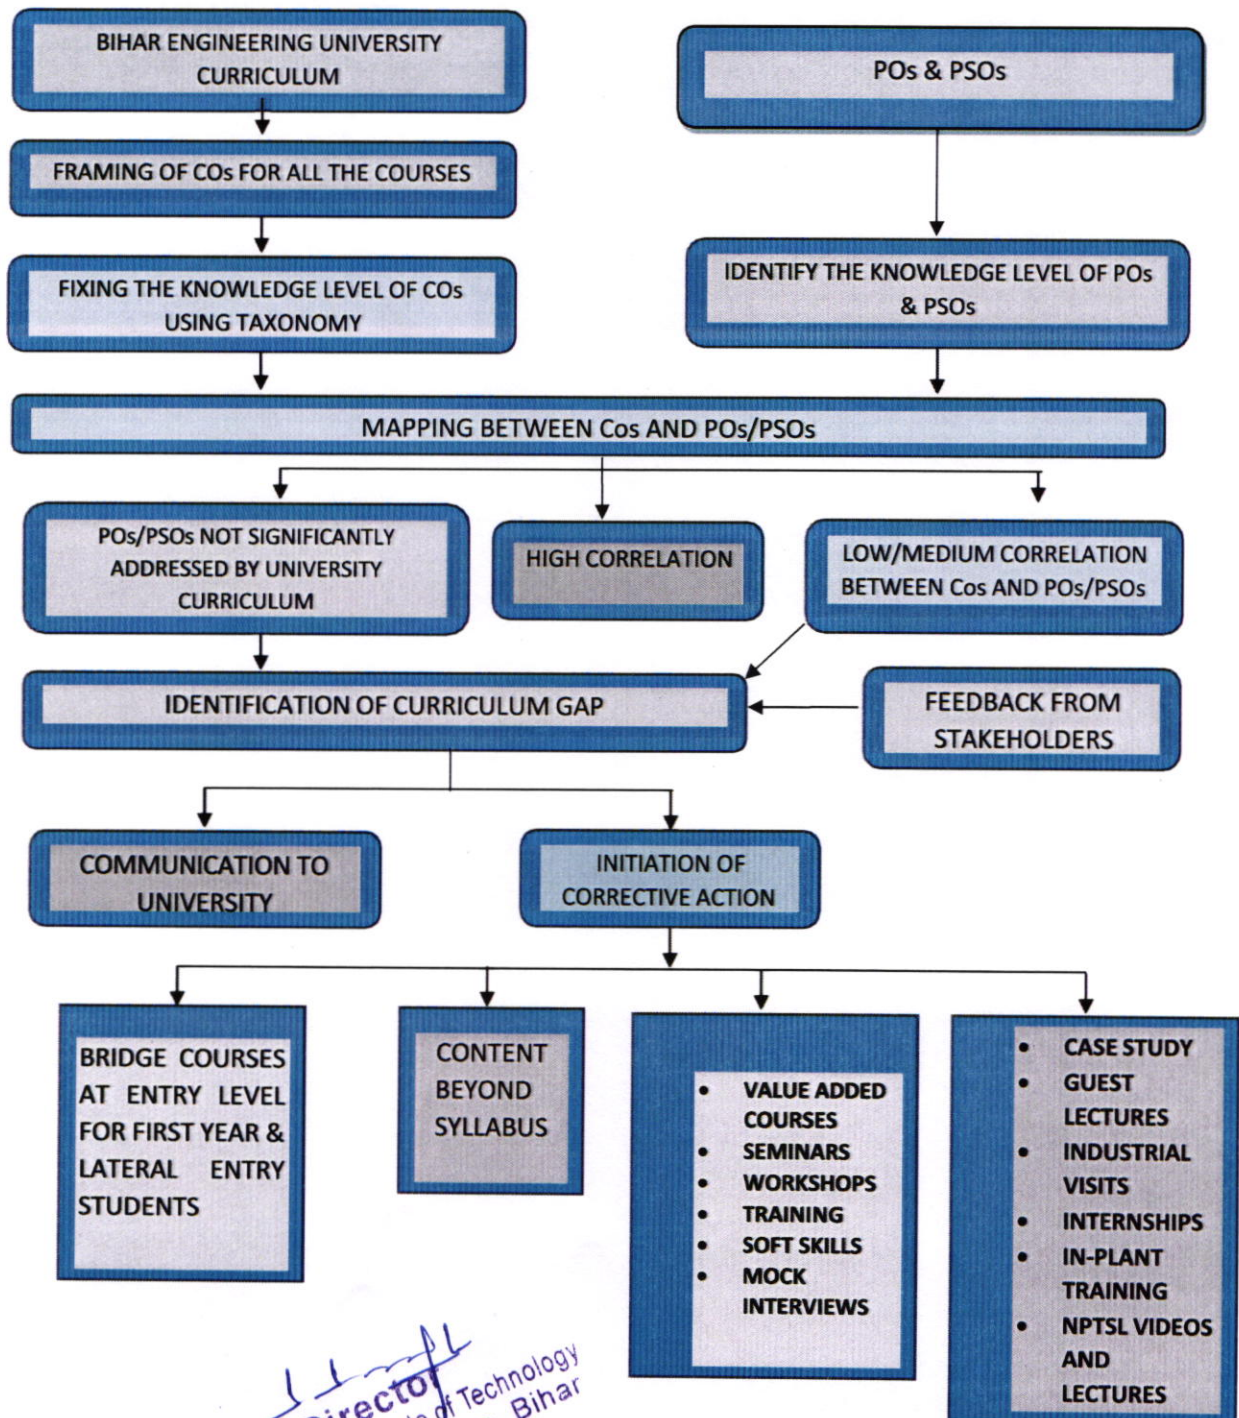 BIHAR ENGINEERING UNIVERSITY
CURRICULUM
POs & PSOs
FRAMING OF COs FOR ALL THE COURSES
FIXING THE KNOWLEDGE LEVEL OF COs
USING TAXONOMY
IDENTIFY THE KNOWLEDGE LEVEL OF POs
& PSOs
MAPPING BETWEEN Cos AND POs/PSOs
POs/PSOs NOT SIGNIFICANTLY
ADDRESSED BY UNIVERSITY
CURRICULUM
HIGH CORRELATION
LOW/MEDIUM CORRELATION
BETWEEN Cos AND POs/PSOs
IDENTIFICATION OF CURRICULUM GAP
FEEDBACK FROM
STAKEHOLDERS
COMMUNICATION TO
UNIVERSITY
INITIATION OF
CORRECTIVE ACTION
BRIDGE COURSES
AT ENTRY LEVEL
FOR FIRST YEAR &
LATERAL ENTRY
STUDENTS
CONTENT
BEYOND
SYLLABUS
• VALUE ADDED
COURSES
• SEMINARS
• WORKSHOPS
• TRAINING
• SOFT SKILLS
• MOCK
INTERVIEWS
• CASE STUDY
• GUEST
LECTURES
• INDUSTRIAL
VISITS
• INTERNSHIPS
• IN-PLANT
TRAINING
• NPTSL VIDEOS
AND
LECTURES
Director
of Technology
Bihar